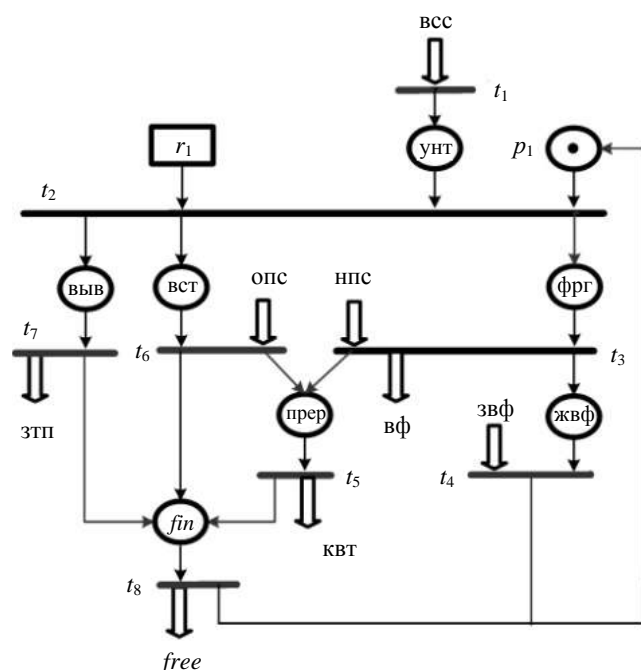 всс
t₁
r₁
унт
p₁
t₂
опс
нпс
выв
вст
фрг
t₇
t₆
t₃
прер
жвф
зтп
вф
звф
t₅
t₄
fin
квт
t₈
free